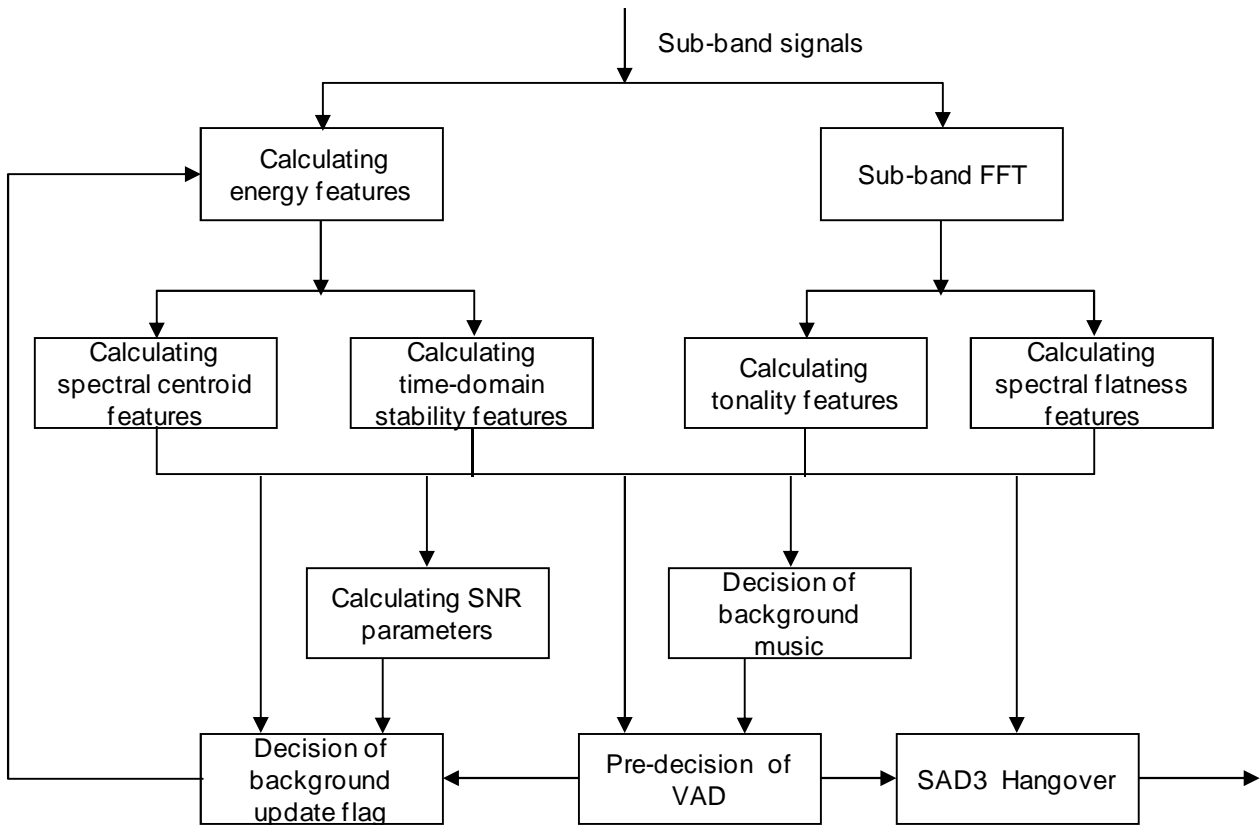 Sub-band signals
Calculating
energy features
Sub-band FFT
Calculating
spectral centroid
features
Calculating
time-domain
stability features
Calculating
tonality features
Calculating
spectral flatness
features
Calculating SNR
parameters
Decision of
background
music
Decision of
background
update flag
Pre-decision of
VAD
SAD3 Hangover